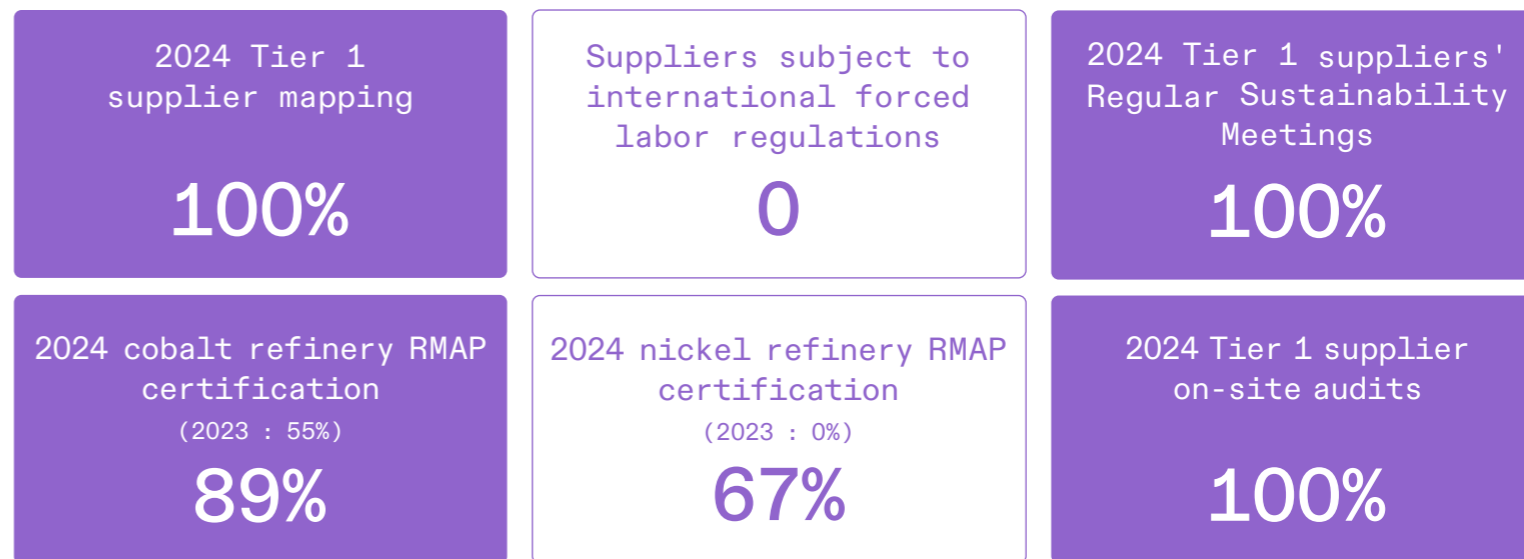 2024 Tier 1
supplier mapping
100%
Suppliers subject to
international forced
labor regulations
0
2024 Tier 1 suppliers'
Regular Sustainability
Meetings
100%
2024 cobalt refinery RMAP
certification
(2023 : 55%)
89%
2024 nickel refinery RMAP
certification
(2023 : 0%)
67%
2024 Tier 1 supplier
on-site audits
100%